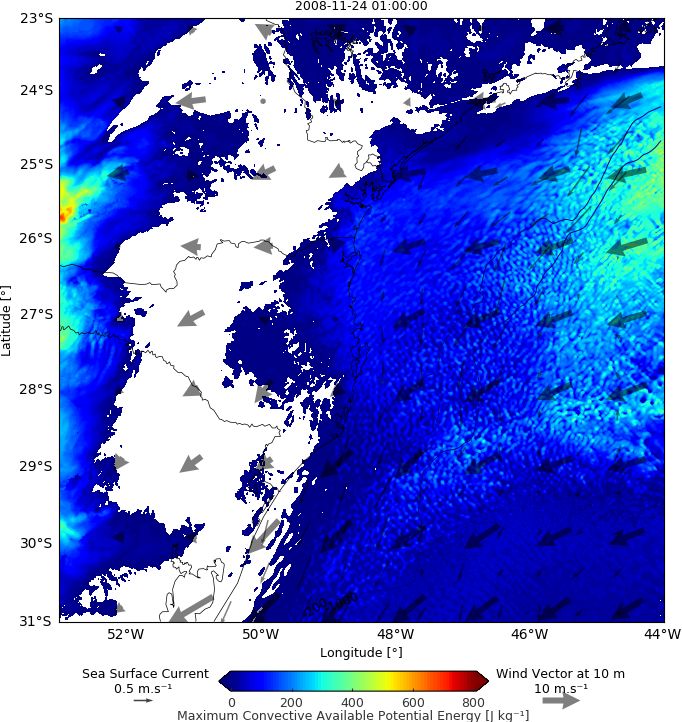 2008-11-24 01:00:00
23°S
24°S
25°S
26°S
27°S
28°S
29°S
30°S
31°S
Latitude [°]
52°W 50°W 48°W 46°W 44°W
Longitude [°]
Sea Surface Current
0.5 m.s⁻¹
Wind Vector at 10 m
10 m.s⁻¹
0 200 400 600 800
Maximum Convective Available Potential Energy [J kg⁻¹]